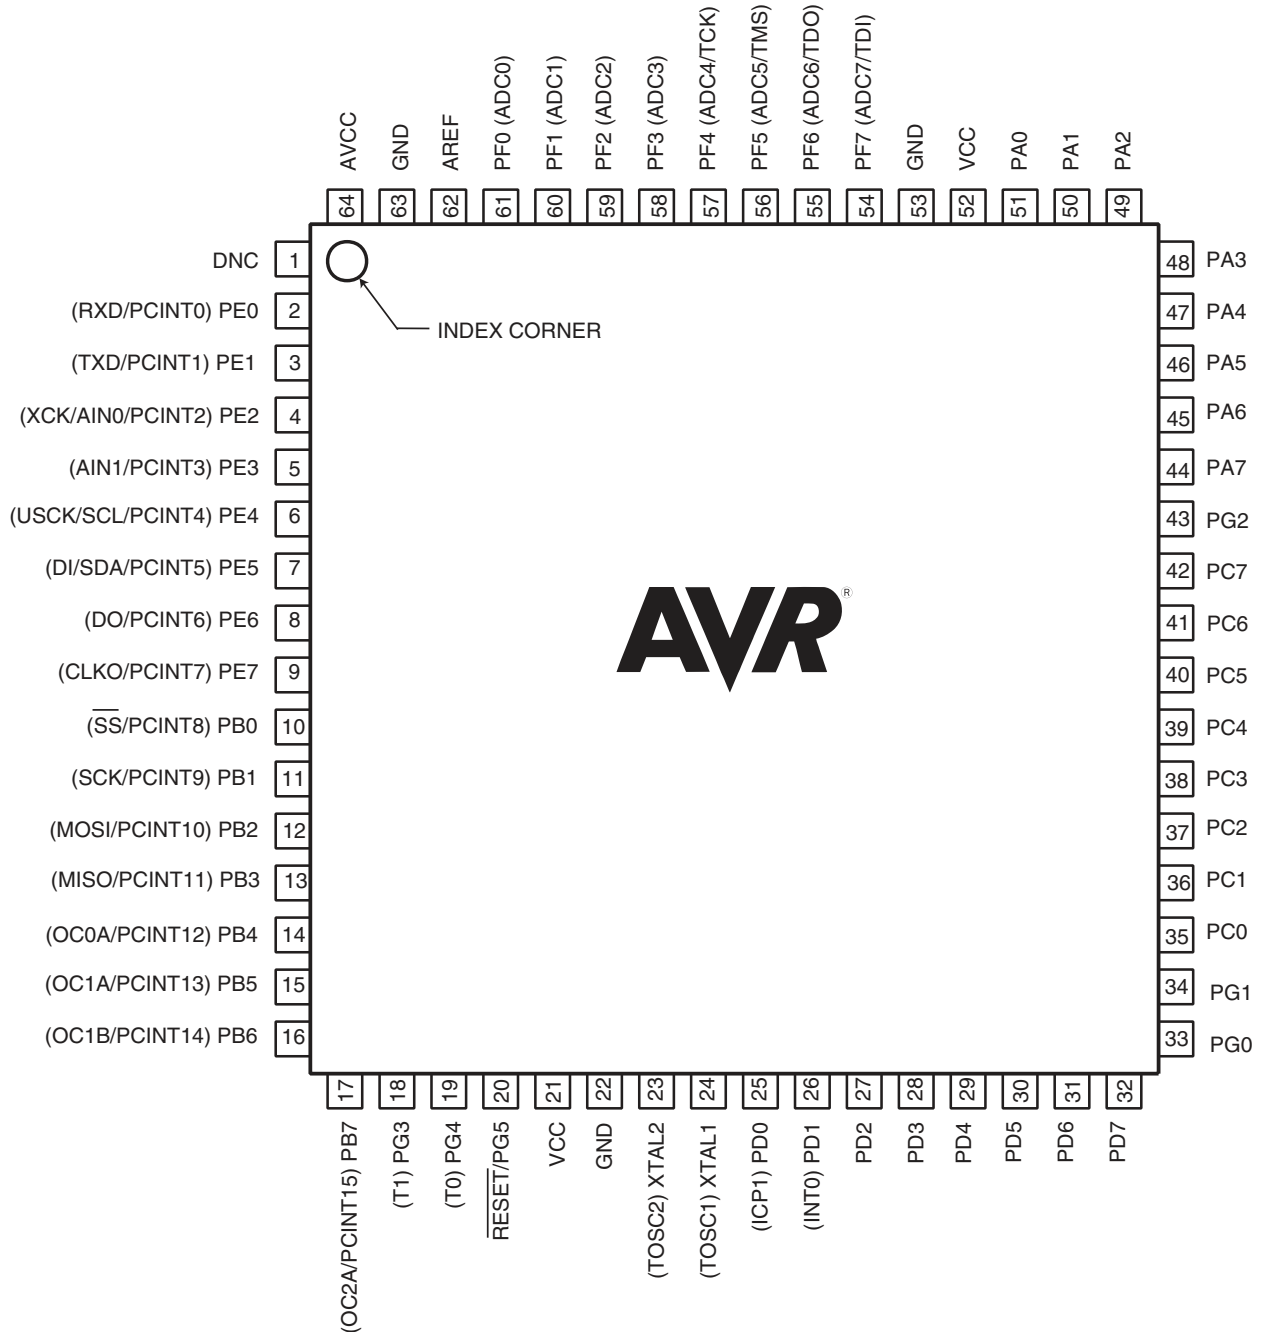 AVCC
GND
AREF
PF0 (ADC0)
PF1 (ADC1)
PF2 (ADC2)
PF3 (ADC3)
PF4 (ADC4/TCK)
PF5 (ADC5/TMS)
PF6 (ADC6/TDO)
PF7 (ADC7/TDI)
GND
VCC
PA0
PA1
PA2
64
63
62
61
60
59
58
57
56
55
54
53
52
51
50
49
DNC 1
(RXD/PCINT0) PE0 2
(TXD/PCINT1) PE1 3
(XCK/AIN0/PCINT2) PE2 4
(AIN1/PCINT3) PE3 5
(USCK/SCL/PCINT4) PE4 6
(DI/SDA/PCINT5) PE5 7
(DO/PCINT6) PE6 8
(CLKO/PCINT7) PE7 9
(SS/PCINT8) PB0 10
(SCK/PCINT9) PB1 11
(MOSI/PCINT10) PB2 12
(MISO/PCINT11) PB3 13
(OC0A/PCINT12) PB4 14
(OC1A/PCINT13) PB5 15
(OC1B/PCINT14) PB6 16
INDEX CORNER
AVR®
48 PA3
47 PA4
46 PA5
45 PA6
44 PA7
43 PG2
42 PC7
41 PC6
40 PC5
39 PC4
38 PC3
37 PC2
36 PC1
35 PC0
34 PG1
33 PG0
17
18
19
20
21
22
23
24
25
26
27
28
29
30
31
32
(OC2A/PCINT15) PB7
(T1) PG3
(T0) PG4
RESET/PG5
VCC
GND
(TOSC2) XTAL2
(TOSC1) XTAL1
(ICP1) PD0
(INT0) PD1
PD2
PD3
PD4
PD5
PD6
PD7